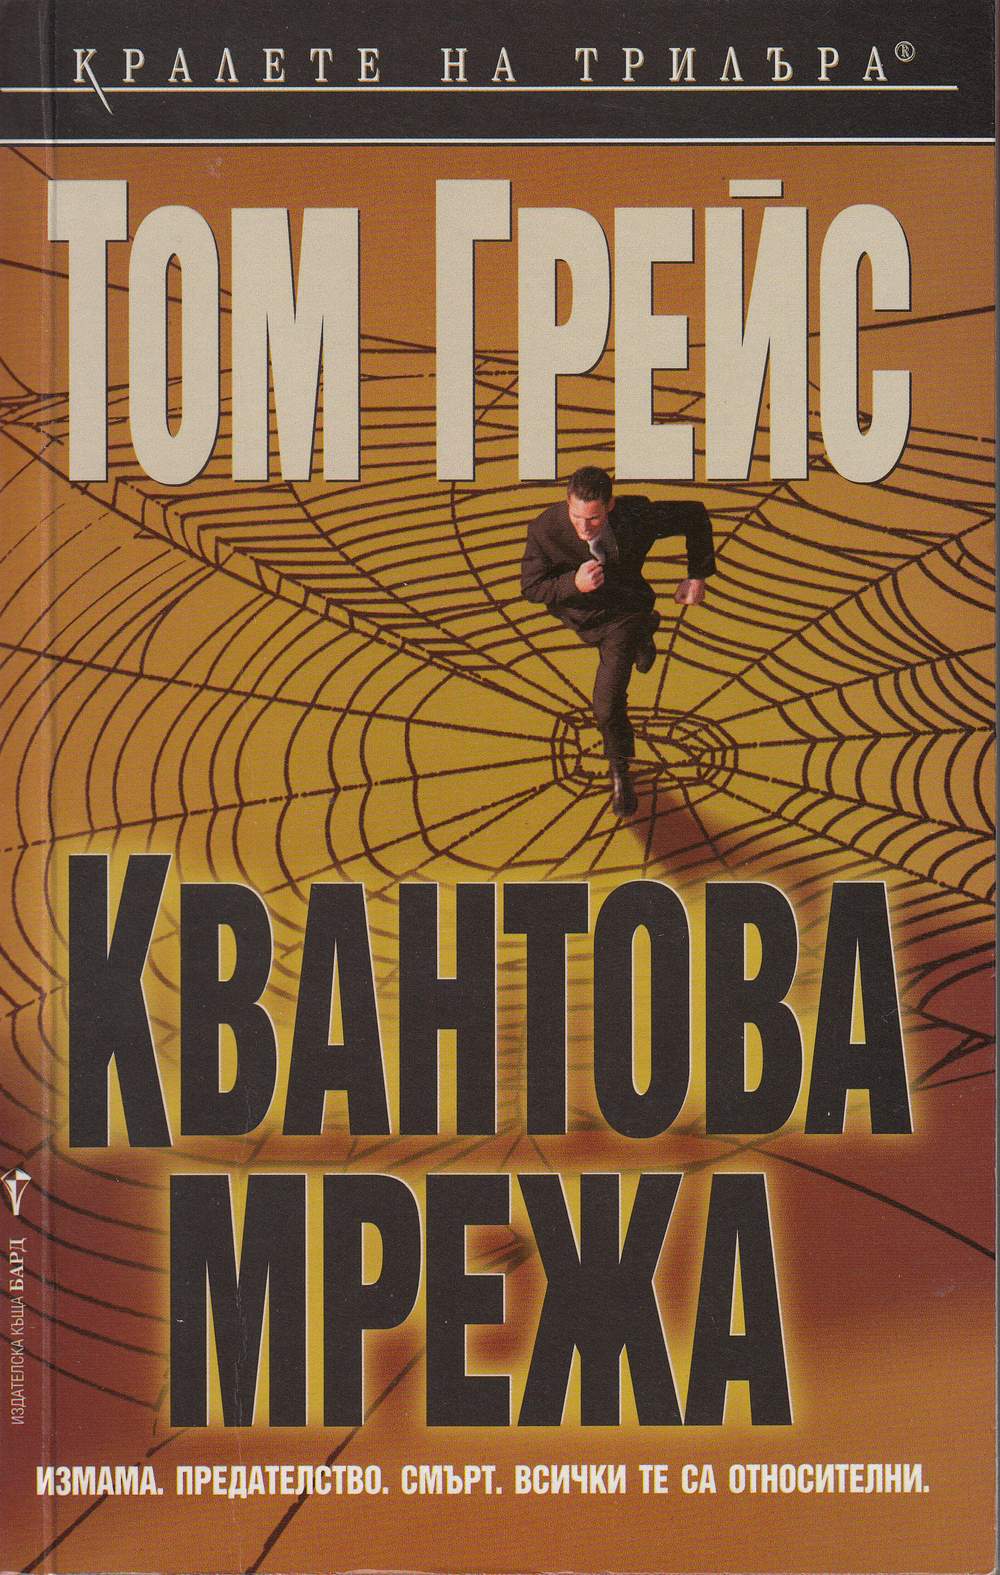 КРАЛЕТЕ НА ТРИЛЪРА®
ТОМ ГРЕЙС
КВАНТОВА
МРЕЖА
ИЗМАМА. ПРЕДАТЕЛСТВО. СМЪРТ. ВСИЧКИ ТЕ СА ОТНОСИТЕЛНИ.
ИЗДАТЕЛСКА КЪЩА БАРД